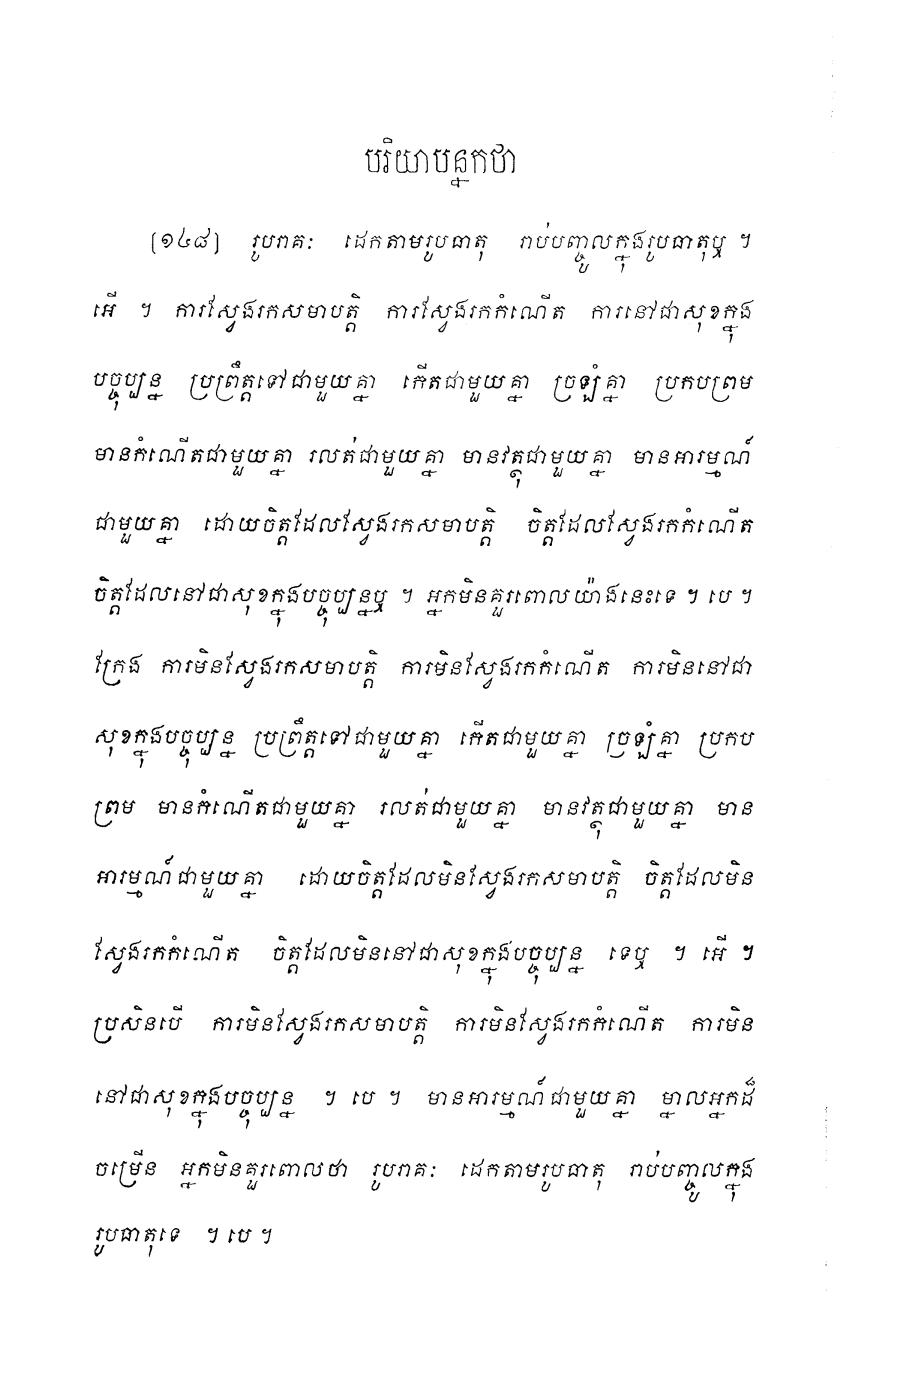 បរិយាបន្នកថា
[១៤៨] រូបរាគៈ ដេកតាមរូបធាតុ រាប់បញ្ចូលក្នុងរូបធាតុឬ ។
អើ ។ ការស្វែងរកសមាបត្តិ ការស្វែងរកកំណើត ការនៅជាសុខក្នុង
បច្ចុប្បន្ន ប្រព្រឹត្តទៅជាមួយគ្នា កើតជាមួយគ្នា ច្រឡំគ្នា ប្រកបព្រម
មានកំណើតជាមួយគ្នា រលត់ជាមួយគ្នា មានវត្ថុជាមួយគ្នា មានអារម្មណ៍
ជាមួយគ្នា ដោយចិត្តដែលស្វែងរកសមាបត្តិ ចិត្តដែលស្វែងរកកំណើត
ចិត្តដែលនៅជាសុខក្នុងបច្ចុប្បន្នឬ ។ អ្នកមិនគួរពោលយ៉ាងនេះទេ ។ បេ ។
ក្រែង ការមិនស្វែងរកសមាបត្តិ ការមិនស្វែងរកកំណើត ការមិននៅជា
សុខក្នុងបច្ចុប្បន្ន ប្រព្រឹត្តទៅជាមួយគ្នា កើតជាមួយគ្នា ច្រឡំគ្នា ប្រកប
ព្រម មានកំណើតជាមួយគ្នា រលត់ជាមួយគ្នា មានវត្ថុជាមួយគ្នា មាន
អារម្មណ៍ជាមួយគ្នា ដោយចិត្តដែលមិនស្វែងរកសមាបត្តិ ចិត្តដែលមិន
ស្វែងរកកំណើត ចិត្តដែលមិននៅជាសុខក្នុងបច្ចុប្បន្ន ទេឬ ។ អើ ។
ប្រសិនបើ ការមិនស្វែងរកសមាបត្តិ ការមិនស្វែងរកកំណើត ការមិន
នៅជាសុខក្នុងបច្ចុប្បន្ន ។ បេ ។ មានអារម្មណ៍ជាមួយគ្នា ម្នាលអ្នកដ៏
ចម្រើន អ្នកមិនគួរពោលថា រូបរាគៈ ដេកតាមរូបធាតុ រាប់បញ្ចូលក្នុង
រូបធាតុទេ ។ បេ ។